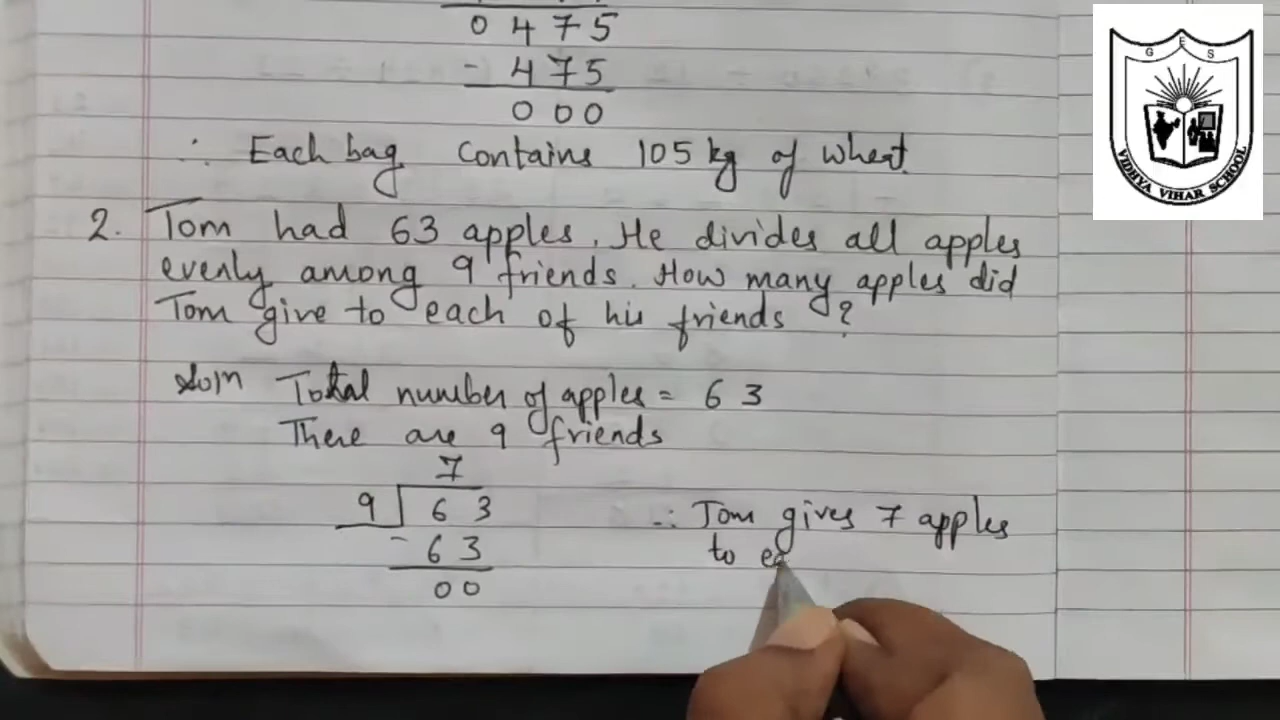 0 4 7 5
- 4 7 5
0 0 0
∴ Each bag contains 105 kg of wheat.
2. Tom had 63 apples. He divides all apples
evenly among 9 friends. How many apples did
Tom give to each of his friends ?
Soln Total number of apples = 6 3
There are 9 friends
7
9 6 3
- 6 3
0 0
∴ Tom gives 7 apples
to ea
G E S
VIDHYA VIHAR SCHOOL